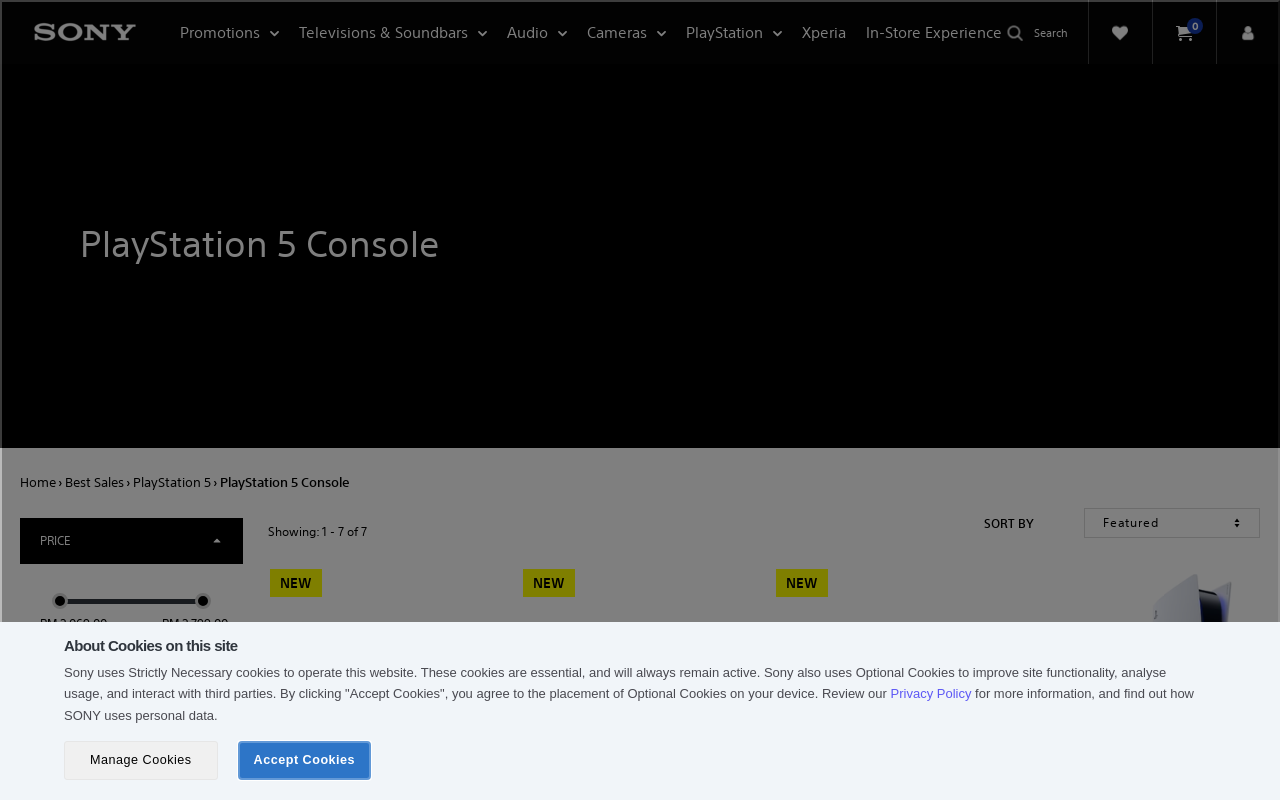 SONY
Promotions
Televisions & Soundbars
Audio
Cameras
PlayStation
Xperia
In-Store Experience
Search
0
PlayStation 5 Console
Home › Best Sales › PlayStation 5 › PlayStation 5 Console
PRICE
Showing: 1 - 7 of 7
SORT BY
Featured
NEW
NEW
NEW
About Cookies on this site
Sony uses Strictly Necessary cookies to operate this website. These cookies are essential, and will always remain active. Sony also uses Optional Cookies to improve site functionality, analyse
usage, and interact with third parties. By clicking "Accept Cookies", you agree to the placement of Optional Cookies on your device. Review our Privacy Policy for more information, and find out how
SONY uses personal data.
Manage Cookies
Accept Cookies